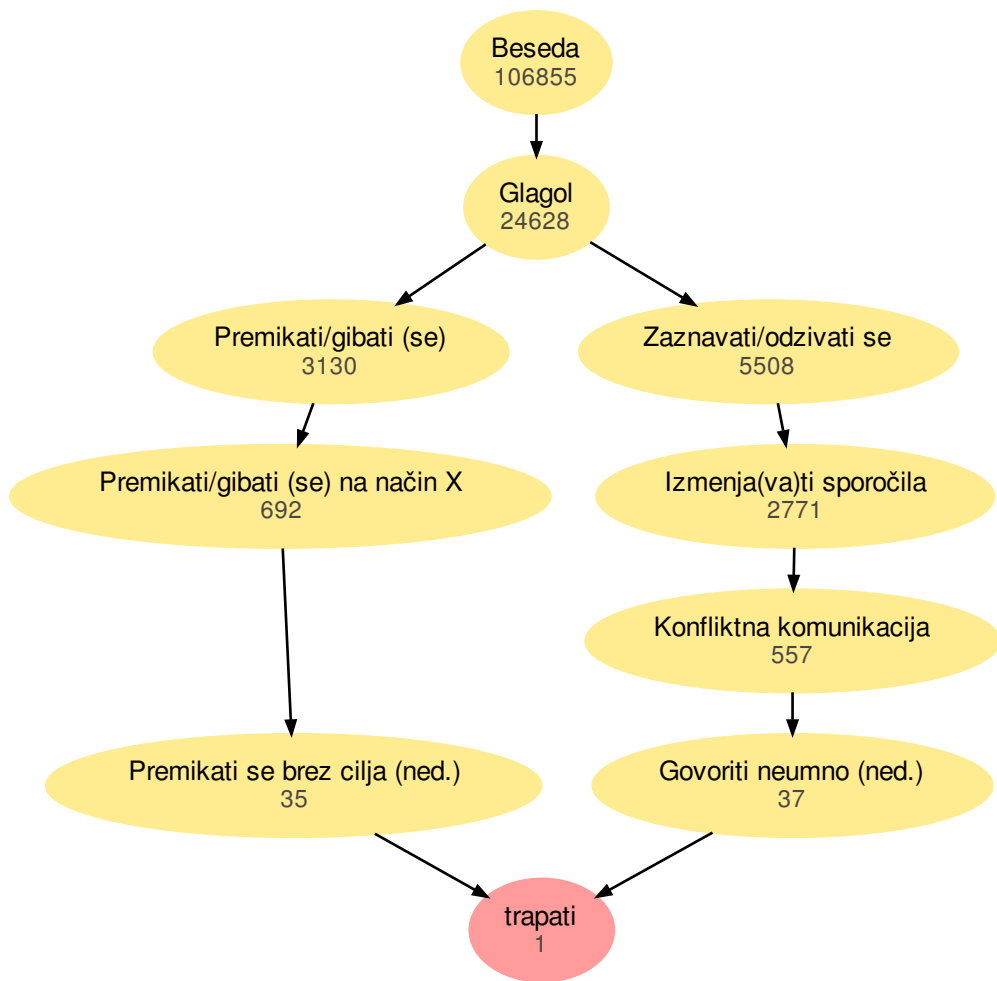 Beseda
106855
Glagol
24628
Premikati/gibati (se)
3130
Zaznavati/odzivati se
5508
Premikati/gibati (se) na način X
692
Izmenja(va)ti sporočila
2771
Konfliktna komunikacija
557
Premikati se brez cilja (ned.)
35
Govoriti neumno (ned.)
37
trapati
1